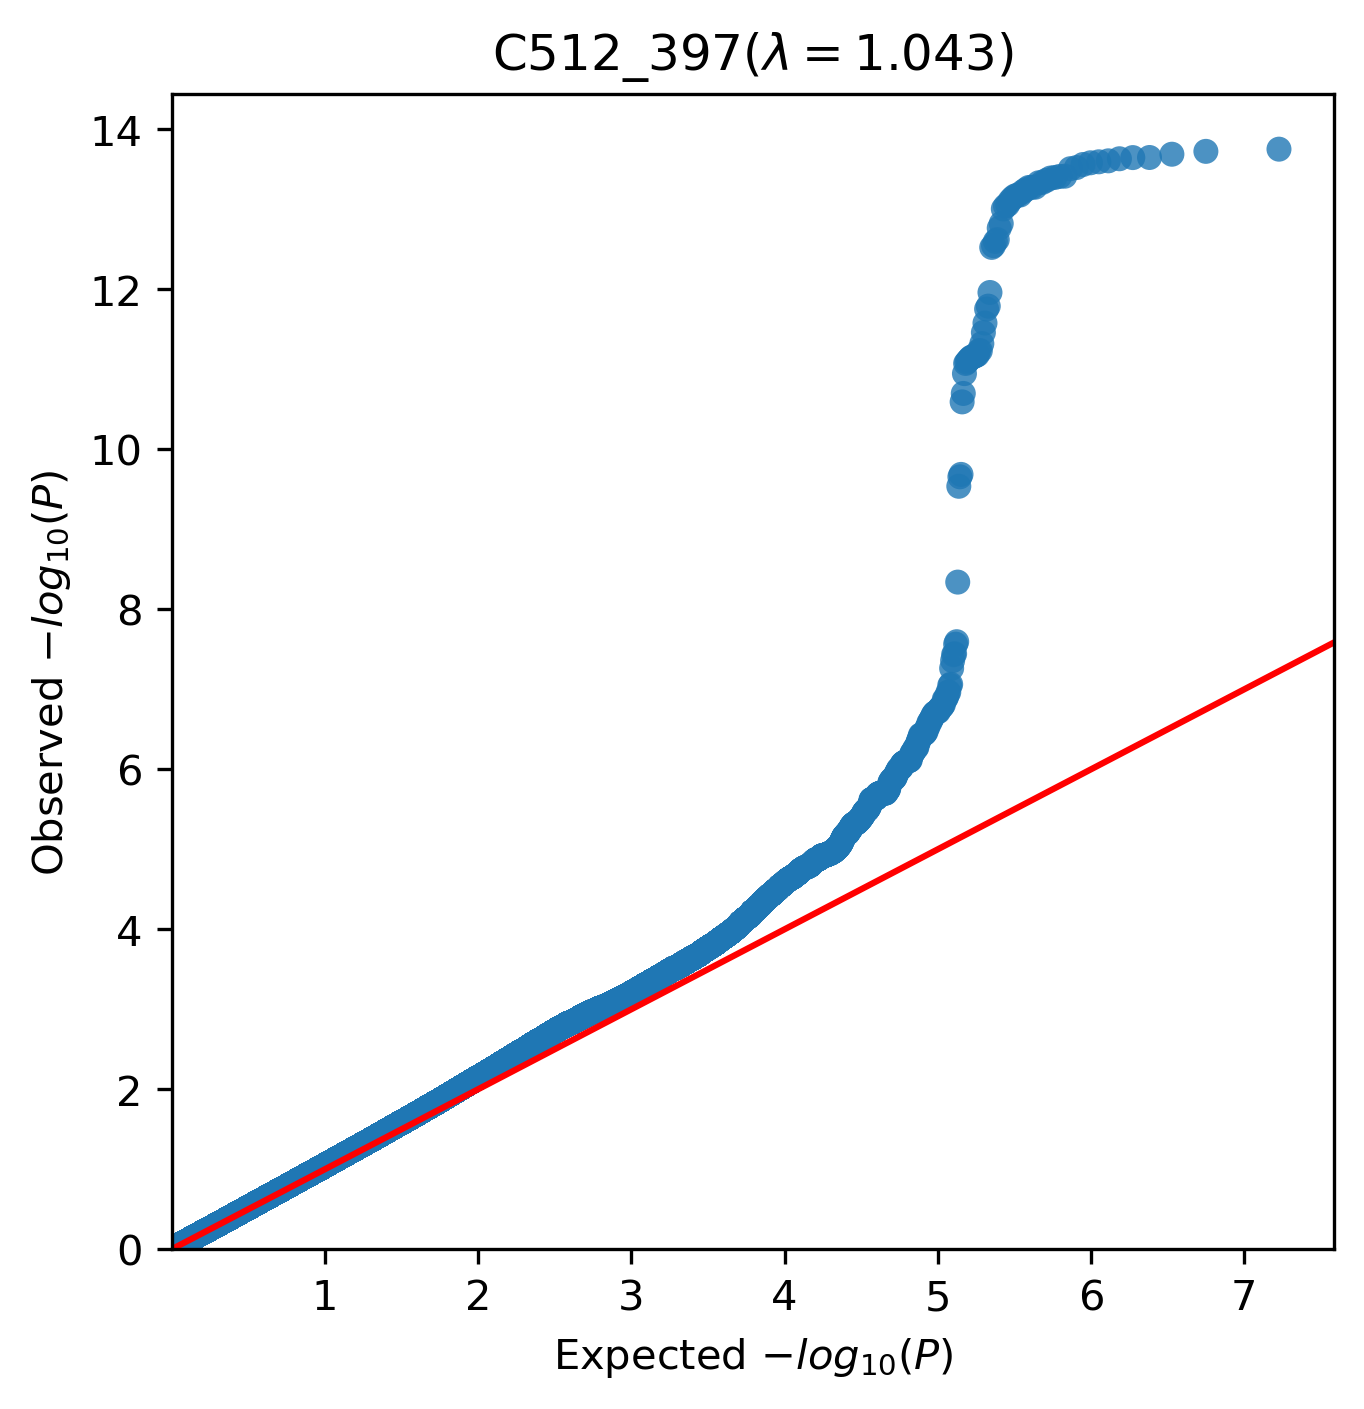 C512_397(λ = 1.043)
Observed −log₁₀(P)
14
12
10
8
6
4
2
0
1 2 3 4 5 6 7
Expected −log₁₀(P)